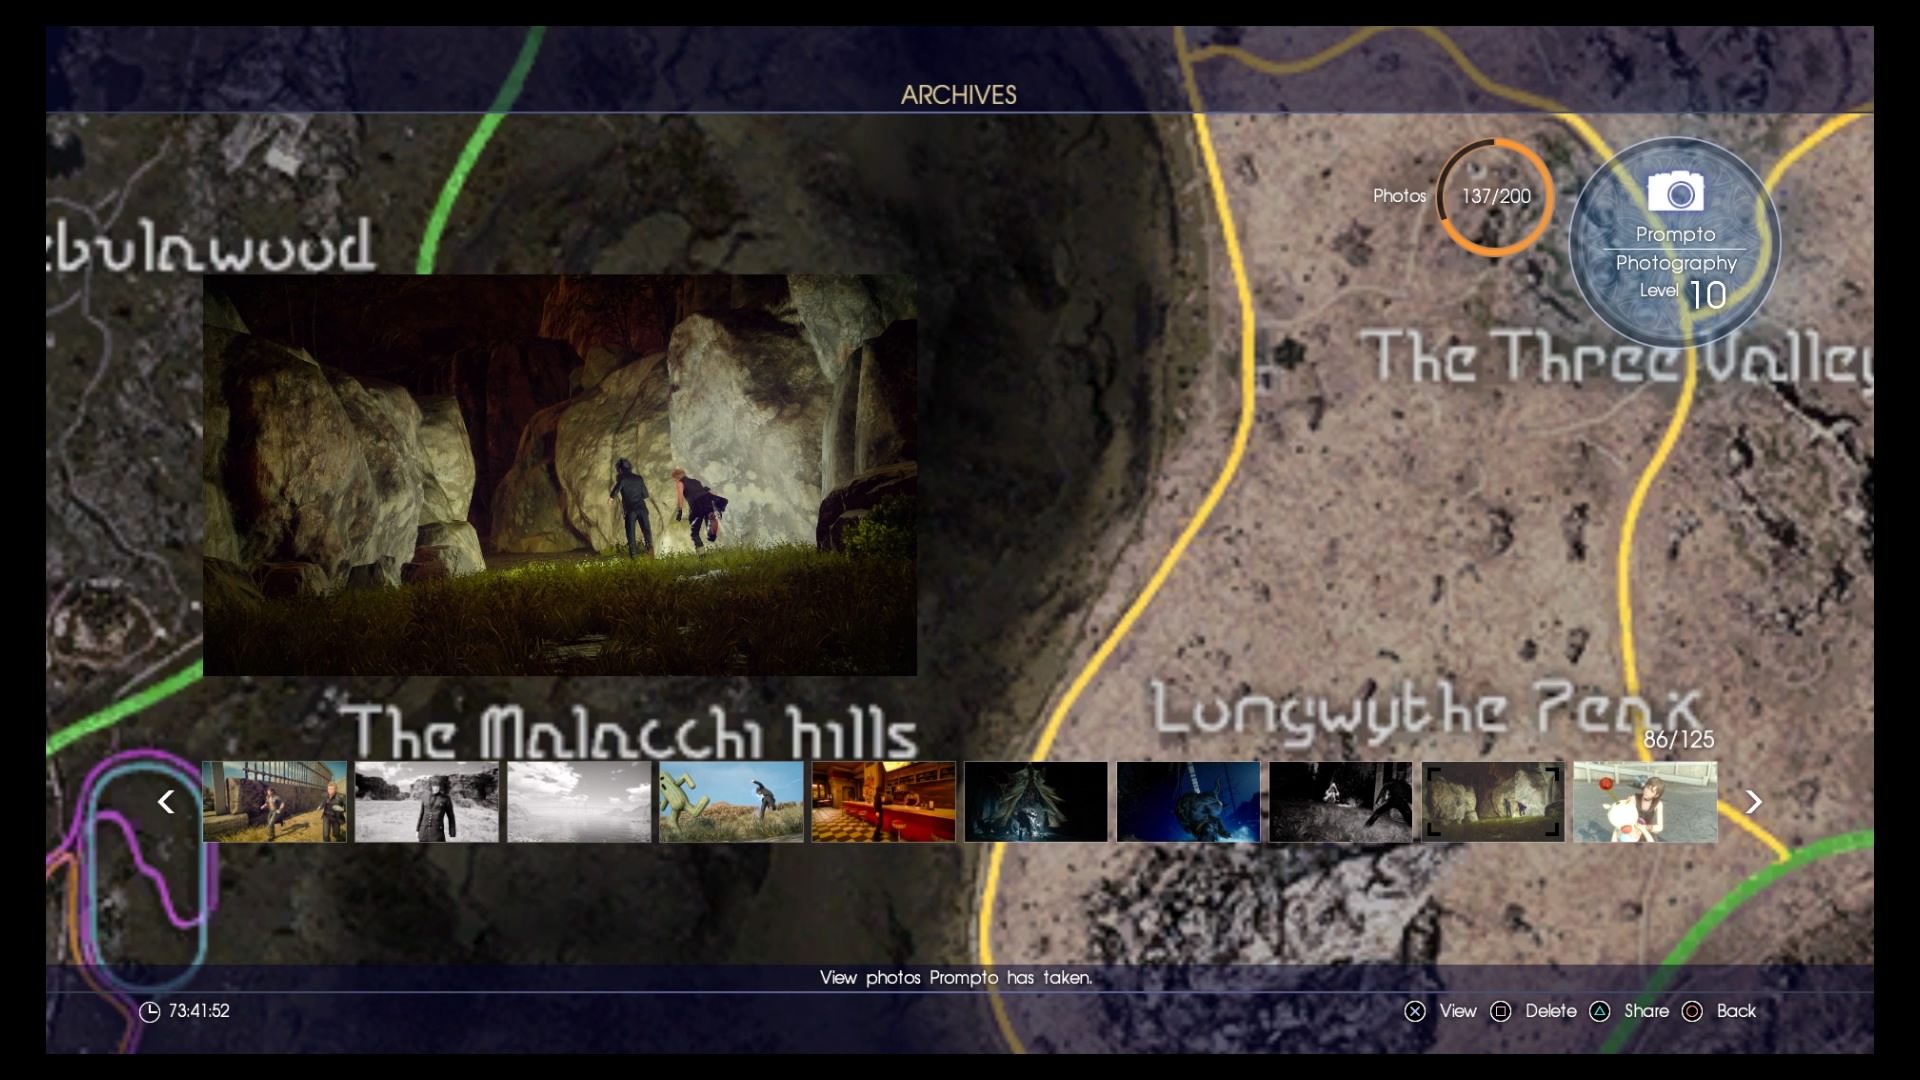 ARCHIVES
Photos 137/200
Prompto
Photography
Level 10
The Three Valley
The Malacchi hills
Longwythe Peak
86/125
View photos Prompto has taken.
73:41:52
View Delete Share Back